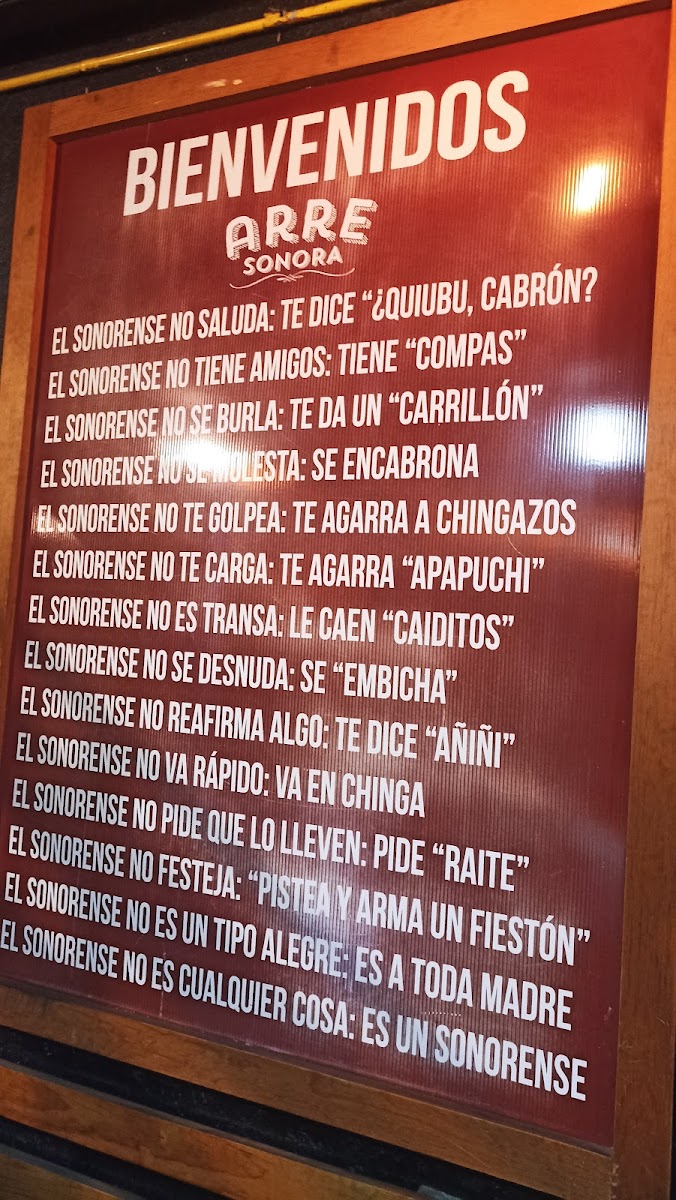 BIENVENIDOS
ARRE
SONORA
EL SONORENSE NO SALUDA: TE DICE “¿QUIUBU, CABRÓN?
EL SONORENSE NO TIENE AMIGOS: TIENE “COMPAS”
EL SONORENSE NO SE BURLA: TE DA UN “CARRILLÓN”
EL SONORENSE NO SE MOLESTA: SE ENCABRONA
EL SONORENSE NO TE GOLPEA: TE AGARRA A CHINGAZOS
EL SONORENSE NO TE CARGA: TE AGARRA “APAPUCHI”
EL SONORENSE NO ES TRANSA: LE CAEN “CAIDITOS”
EL SONORENSE NO SE DESNUDA: SE “EMBICHA”
EL SONORENSE NO REAFIRMA ALGO: TE DICE “AÑIÑI”
EL SONORENSE NO VA RÁPIDO: VA EN CHINGA
EL SONORENSE NO PIDE QUE LO LLEVEN: PIDE “RAITE”
EL SONORENSE NO FESTEJA: “PISTEA Y ARMA UN FIESTÓN”
EL SONORENSE NO ES UN TIPO ALEGRE: ES A TODA MADRE
EL SONORENSE NO ES CUALQUIER COSA: ES UN SONORENSE